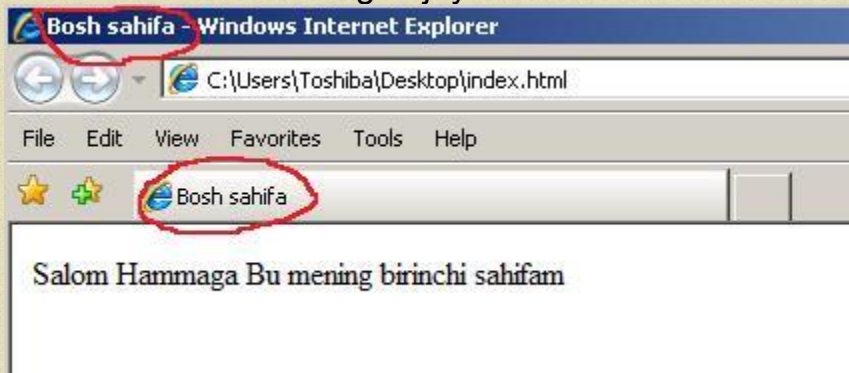 Bosh sahifa - Windows Internet Explorer
C:\Users\Toshiba\Desktop\index.html
File Edit View Favorites Tools Help
Bosh sahifa
Salom Hammaga Bu mening birinchi sahifam